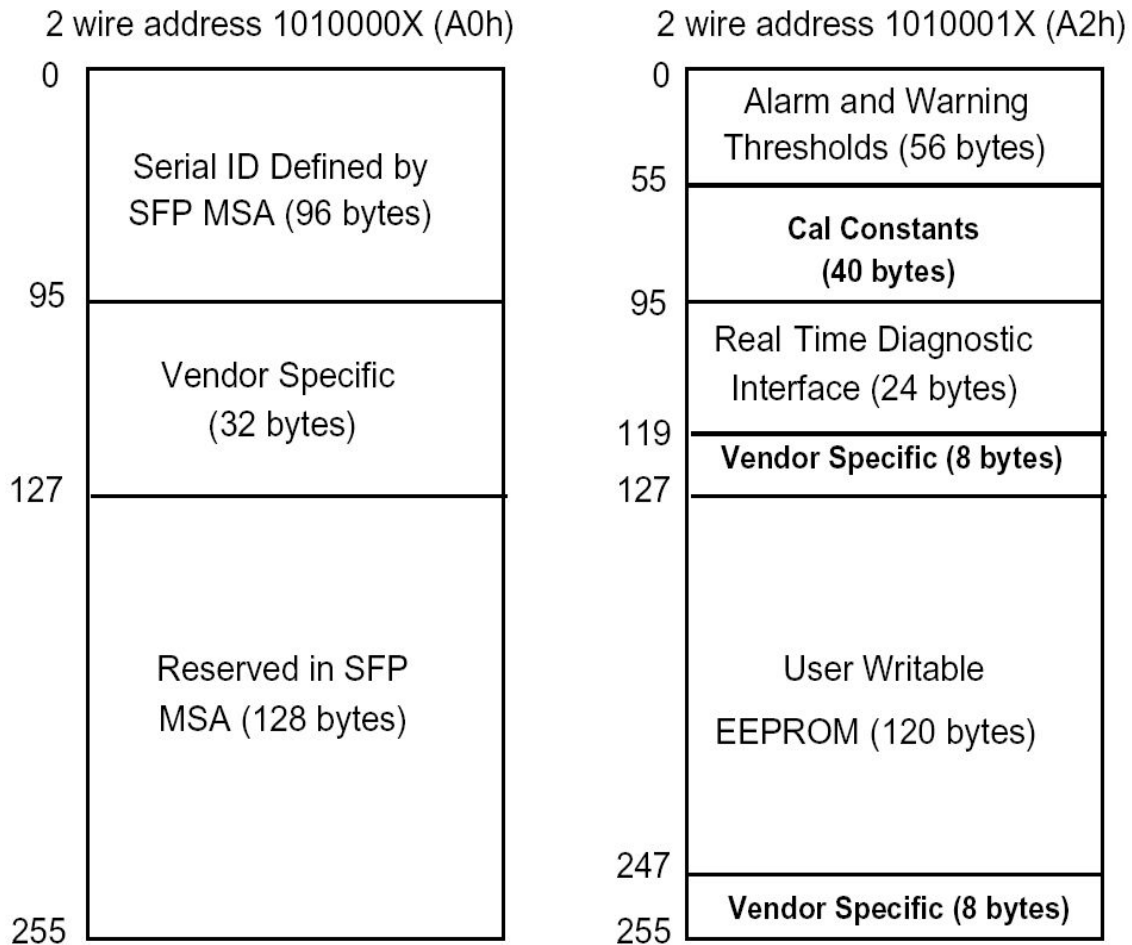 2 wire address 1010000X (A0h)
0
Serial ID Defined by
SFP MSA (96 bytes)
95
Vendor Specific
(32 bytes)
127
Reserved in SFP
MSA (128 bytes)
255
2 wire address 1010001X (A2h)
0
Alarm and Warning
Thresholds (56 bytes)
55
Cal Constants
(40 bytes)
95
Real Time Diagnostic
Interface (24 bytes)
119
Vendor Specific (8 bytes)
127
User Writable
EEPROM (120 bytes)
247
Vendor Specific (8 bytes)
255